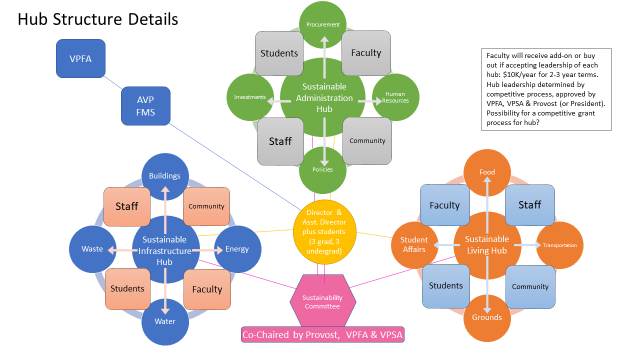 Hub Structure Details
VPFA
AVP
FMS
Procurement
Students
Faculty
Investments
Sustainable
Administration
Hub
Human
Resources
Staff
Community
Policies
Faculty will receive add-on or buy
out if accepting leadership of each
hub: $10K/year for 2-3 year terms.
Hub leadership determined by
competitive process, approved by
VPFA, VPSA & Provost (or President).
Possibility for a competitive grant
process for hub?
Buildings
Staff
Community
Waste
Sustainable
Infrastructure
Hub
Energy
Students
Faculty
Water
Director &
Asst. Director
plus students
(3 grad, 3
undergrad)
Sustainability
Committee
Co-Chaired by Provost, VPFA & VPSA
Food
Faculty
Staff
Student
Affairs
Sustainable
Living Hub
Transportation
Students
Community
Grounds